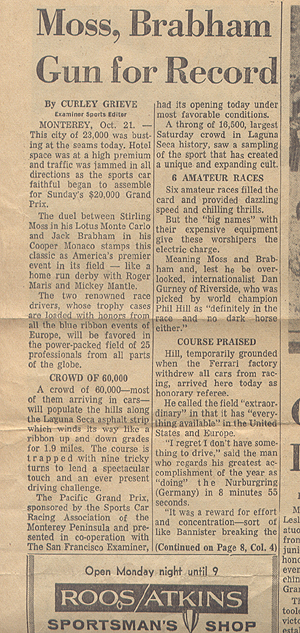 Moss, Brabham
Gun for Record
By CURLEY GRIEVE
Examiner Sports Editor
MONTEREY, Oct. 21. —
This city of 23,000 was bust-
ing at the seams today. Hotel
space was at a high premium
and traffic was jammed in all
directions as the sports car
faithful began to assemble
for Sunday's $20,000 Grand
Prix.
The duel between Stirling
Moss in his Lotus Monte Carlo
and Jack Brabham in his
Cooper Monaco stamps this
classic as America's premier
event in its field — like a
home run derby with Roger
Maris and Mickey Mantle.
The two renowned race
drivers, whose trophy cases
are loaded with honors from
all the blue ribbon events of
Europe, will be favored in
the power-packed field of 25
professionals from all parts
of the globe.
CROWD OF 60,000
A crowd of 60,000—most
of them arriving in cars—
will populate the hills along
the Laguna Seca asphalt strip
which winds its way like a
ribbon up and down grades
for 1.9 miles. The course is
trapped with nine tricky
turns to lend a spectacular
touch and an ever present
driving challenge.
The Pacific Grand Prix,
sponsored by the Sports Car
Racing Association of the
Monterey Peninsula and pre-
sented in co-operation with
The San Francisco Examiner,
had its opening today under
most favorable conditions.
A throng of 16,500, largest
Saturday crowd in Laguna
Seca history, saw a sampling
of the sport that has created
a unique and expanding cult.
6 AMATEUR RACES
Six amateur races filled the
card and provided dazzling
speed and chilling thrills.
But the "big names" with
their expensive equipment
give these worshipers the
electric charge.
Meaning Moss and Brab-
ham and, lest he be over-
looked, internationalist Dan
Gurney of Riverside, who was
picked by world champion
Phil Hill as "definitely in the
race and no dark horse
either."
COURSE PRAISED
Hill, temporarily grounded
when the Ferrari factory
withdrew all cars from rac-
ing, arrived here today as
honorary referee.
He called the field "extraor-
dinary" in that it has "every-
thing available" in the United
States and Europe.
"I regret I don't have some-
thing to drive," said the man
who regards his greatest ac-
complishment of the year as
"doing" the Nurburgring
(Germany) in 8 minutes 55
seconds.
"It was a reward for effort
and concentration—sort of
like Bannister breaking the
(Continued on Page 8, Col. 4)
Open Monday night until 9
ROOS/ATKINS
SPORTSMAN'S SHOP